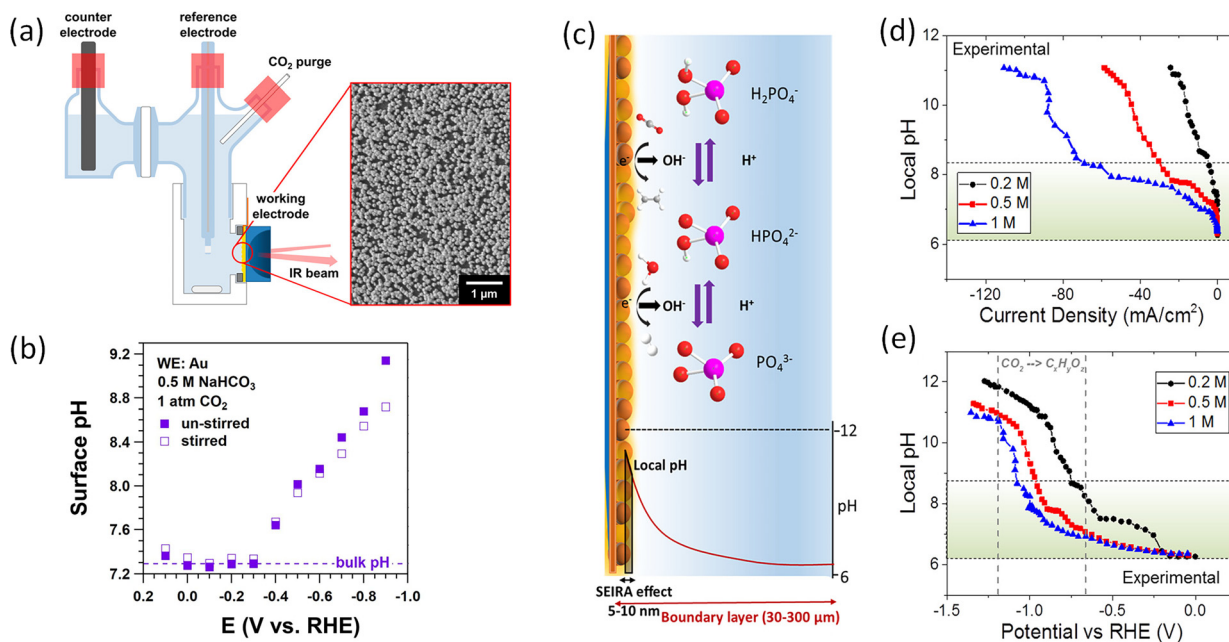 (a)
counter
electrode
reference
electrode
CO₂ purge
working
electrode
IR beam
1 µm
(b)
9.2
8.8
8.4
8.0
7.6
7.2
Surface pH
WE: Au
0.5 M NaHCO₃
1 atm CO₂
un-stirred
stirred
bulk pH
0.2 0.0 -0.2 -0.4 -0.6 -0.8 -1.0
E (V vs. RHE)
(c)
H₂PO₄⁻
e⁻
OH⁻
H⁺
HPO₄²⁻
e⁻
OH⁻
H⁺
PO₄³⁻
12
Local pH
pH
6
SEIRA effect
5-10 nm
Boundary layer (30-300 µm)
(d)
Experimental
12
10
8
6
Local pH
0.2 M
0.5 M
1 M
-120 -80 -40 0
Current Density (mA/cm²)
(e)
CO₂ --> CₓHᵧO_z
12
10
8
6
Local pH
0.2 M
0.5 M
1 M
Experimental
-1.5 -1.0 -0.5 0.0
Potential vs RHE (V)